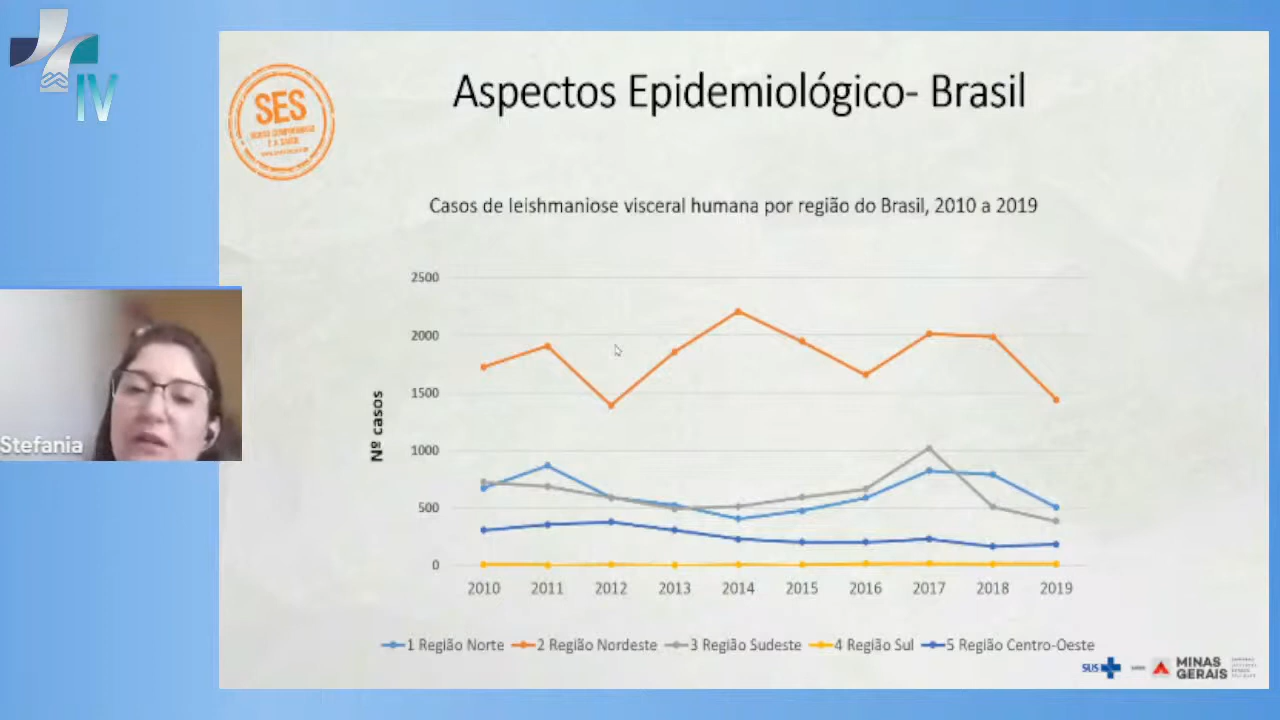 IV
SES
Aspectos Epidemiológico- Brasil
Casos de leishmaniose visceral humana por região do Brasil, 2010 a 2019
2500
2000
1500
1000
500
0
Nº casos
2010 2011 2012 2013 2014 2015 2016 2017 2018 2019
1 Região Norte 2 Região Nordeste 3 Região Sudeste 4 Região Sul 5 Região Centro-Oeste
Stefania
SUS
MINAS
GERAIS